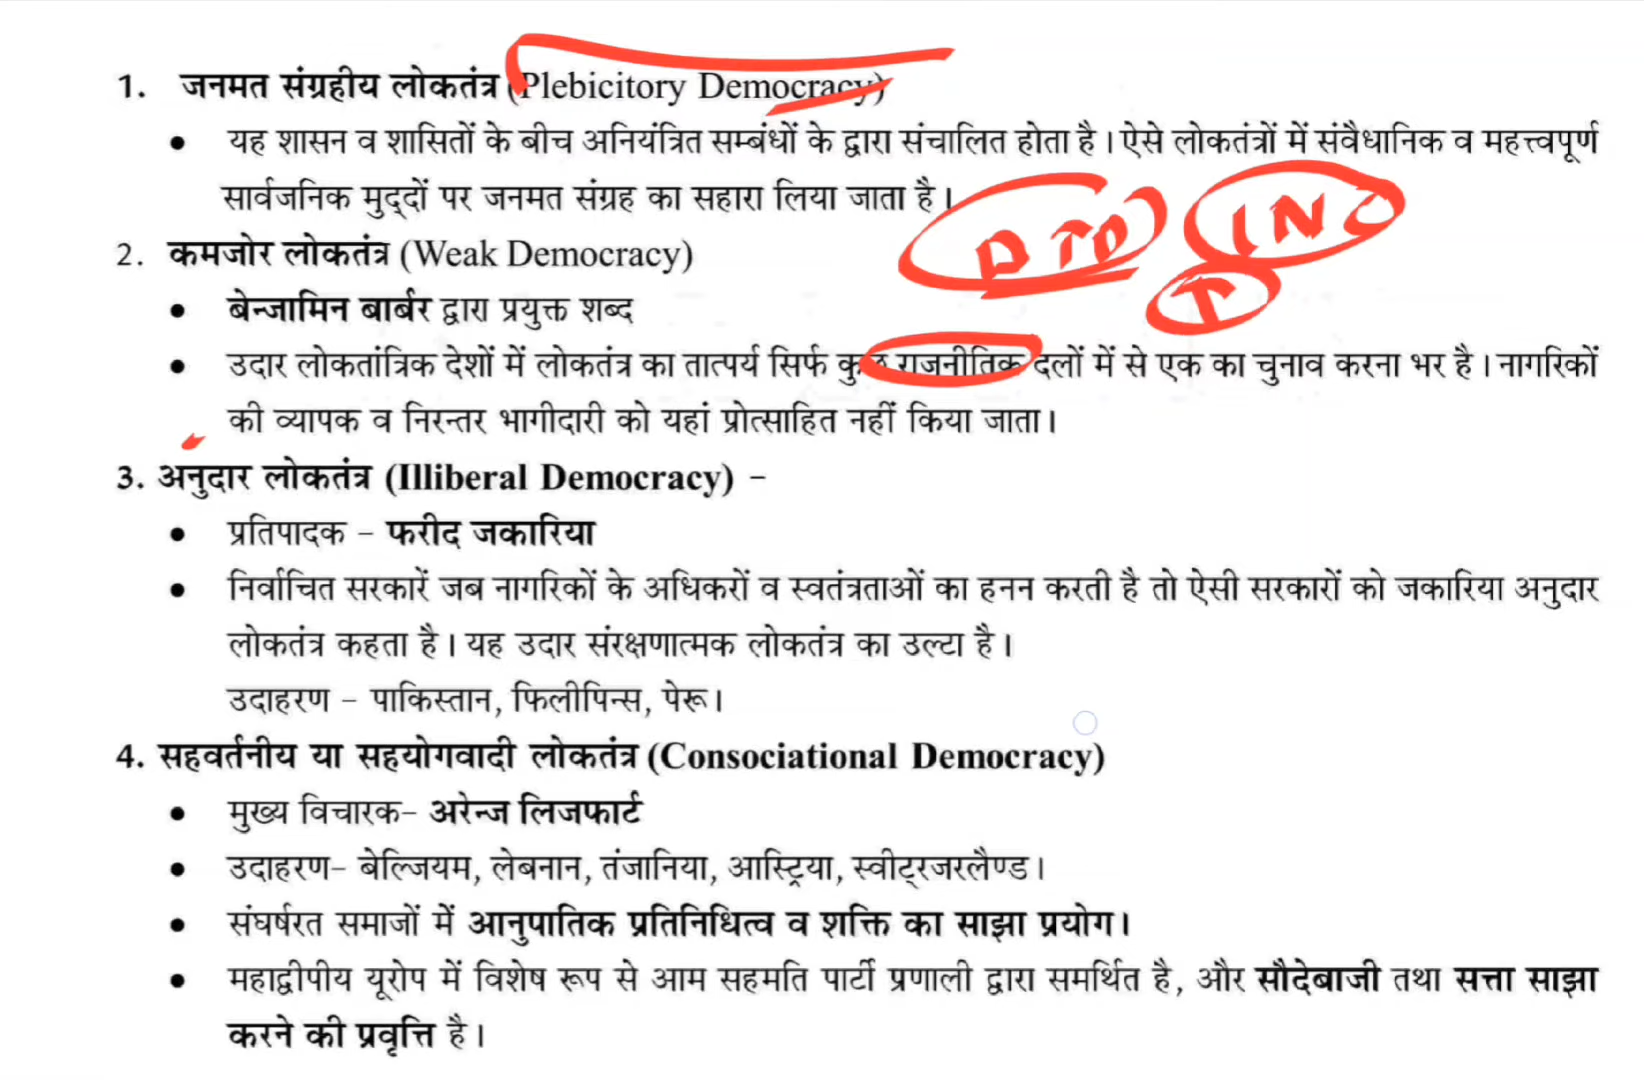 1. जनमत संग्रहीय लोकतंत्र (Plebicitory Democracy)
• यह शासन व शासितों के बीच अनियंत्रित सम्बंधों के द्वारा संचालित होता है। ऐसे लोकतंत्रों में संवैधानिक व महत्त्वपूर्ण
सार्वजनिक मुद्दों पर जनमत संग्रह का सहारा लिया जाता है।
2. कमजोर लोकतंत्र (Weak Democracy)
• बेन्जामिन बार्बर द्वारा प्रयुक्त शब्द
• उदार लोकतांत्रिक देशों में लोकतंत्र का तात्पर्य सिर्फ राजनीतिक दलों में से एक का चुनाव करना भर है। नागरिकों
की व्यापक व निरन्तर भागीदारी को यहां प्रोत्साहित नहीं किया जाता।
3. अनुदार लोकतंत्र (Illiberal Democracy) –
• प्रतिपादक – फरीद जकारिया
• निर्वाचित सरकारें जब नागरिकों के अधिकरों व स्वतंत्रताओं का हनन करती है तो ऐसी सरकारों को जकारिया अनुदार
लोकतंत्र कहता है। यह उदार संरक्षणात्मक लोकतंत्र का उल्टा है।
उदाहरण – पाकिस्तान, फिलीपिन्स, पेरू।
4. सहवर्तनीय या सहयोगवादी लोकतंत्र (Consociational Democracy)
• मुख्य विचारक– अरेन्ज लिजफार्ट
• उदाहरण– बेल्जियम, लेबनान, तंजानिया, आस्ट्रिया, स्वीट्रजरलैण्ड।
• संघर्षरत समाजों में आनुपातिक प्रतिनिधित्व व शक्ति का साझा प्रयोग।
• महाद्वीपीय यूरोप में विशेष रूप से आम सहमति पार्टी प्रणाली द्वारा समर्थित है, और सौदेबाजी तथा सत्ता साझा
करने की प्रवृत्ति है।